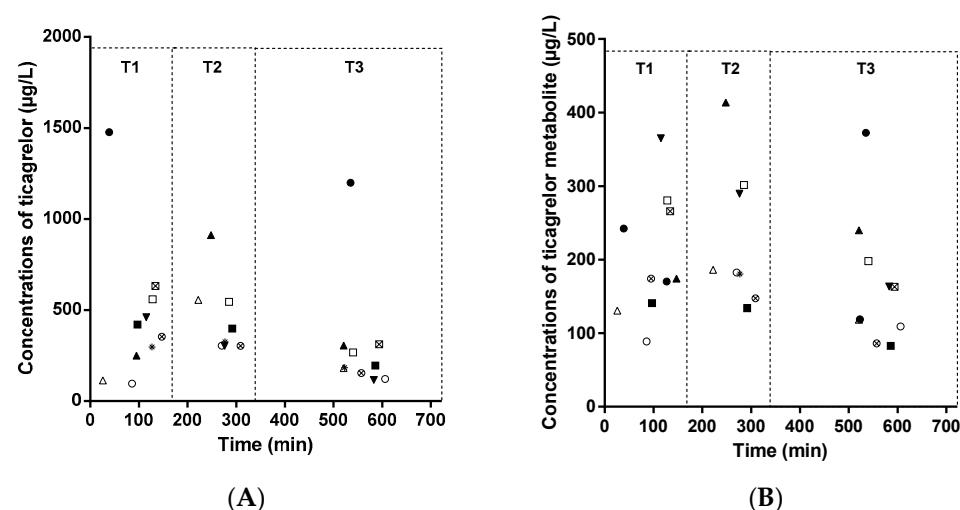 Concentrations of ticagrelor (µg/L)
2000
1500
1000
500
0
T1 T2 T3
0 100 200 300 400 500 600 700
Time (min)
(A)
Concentrations of ticagrelor metabolite (µg/L)
500
400
300
200
100
0
T1 T2 T3
0 100 200 300 400 500 600 700
Time (min)
(B)